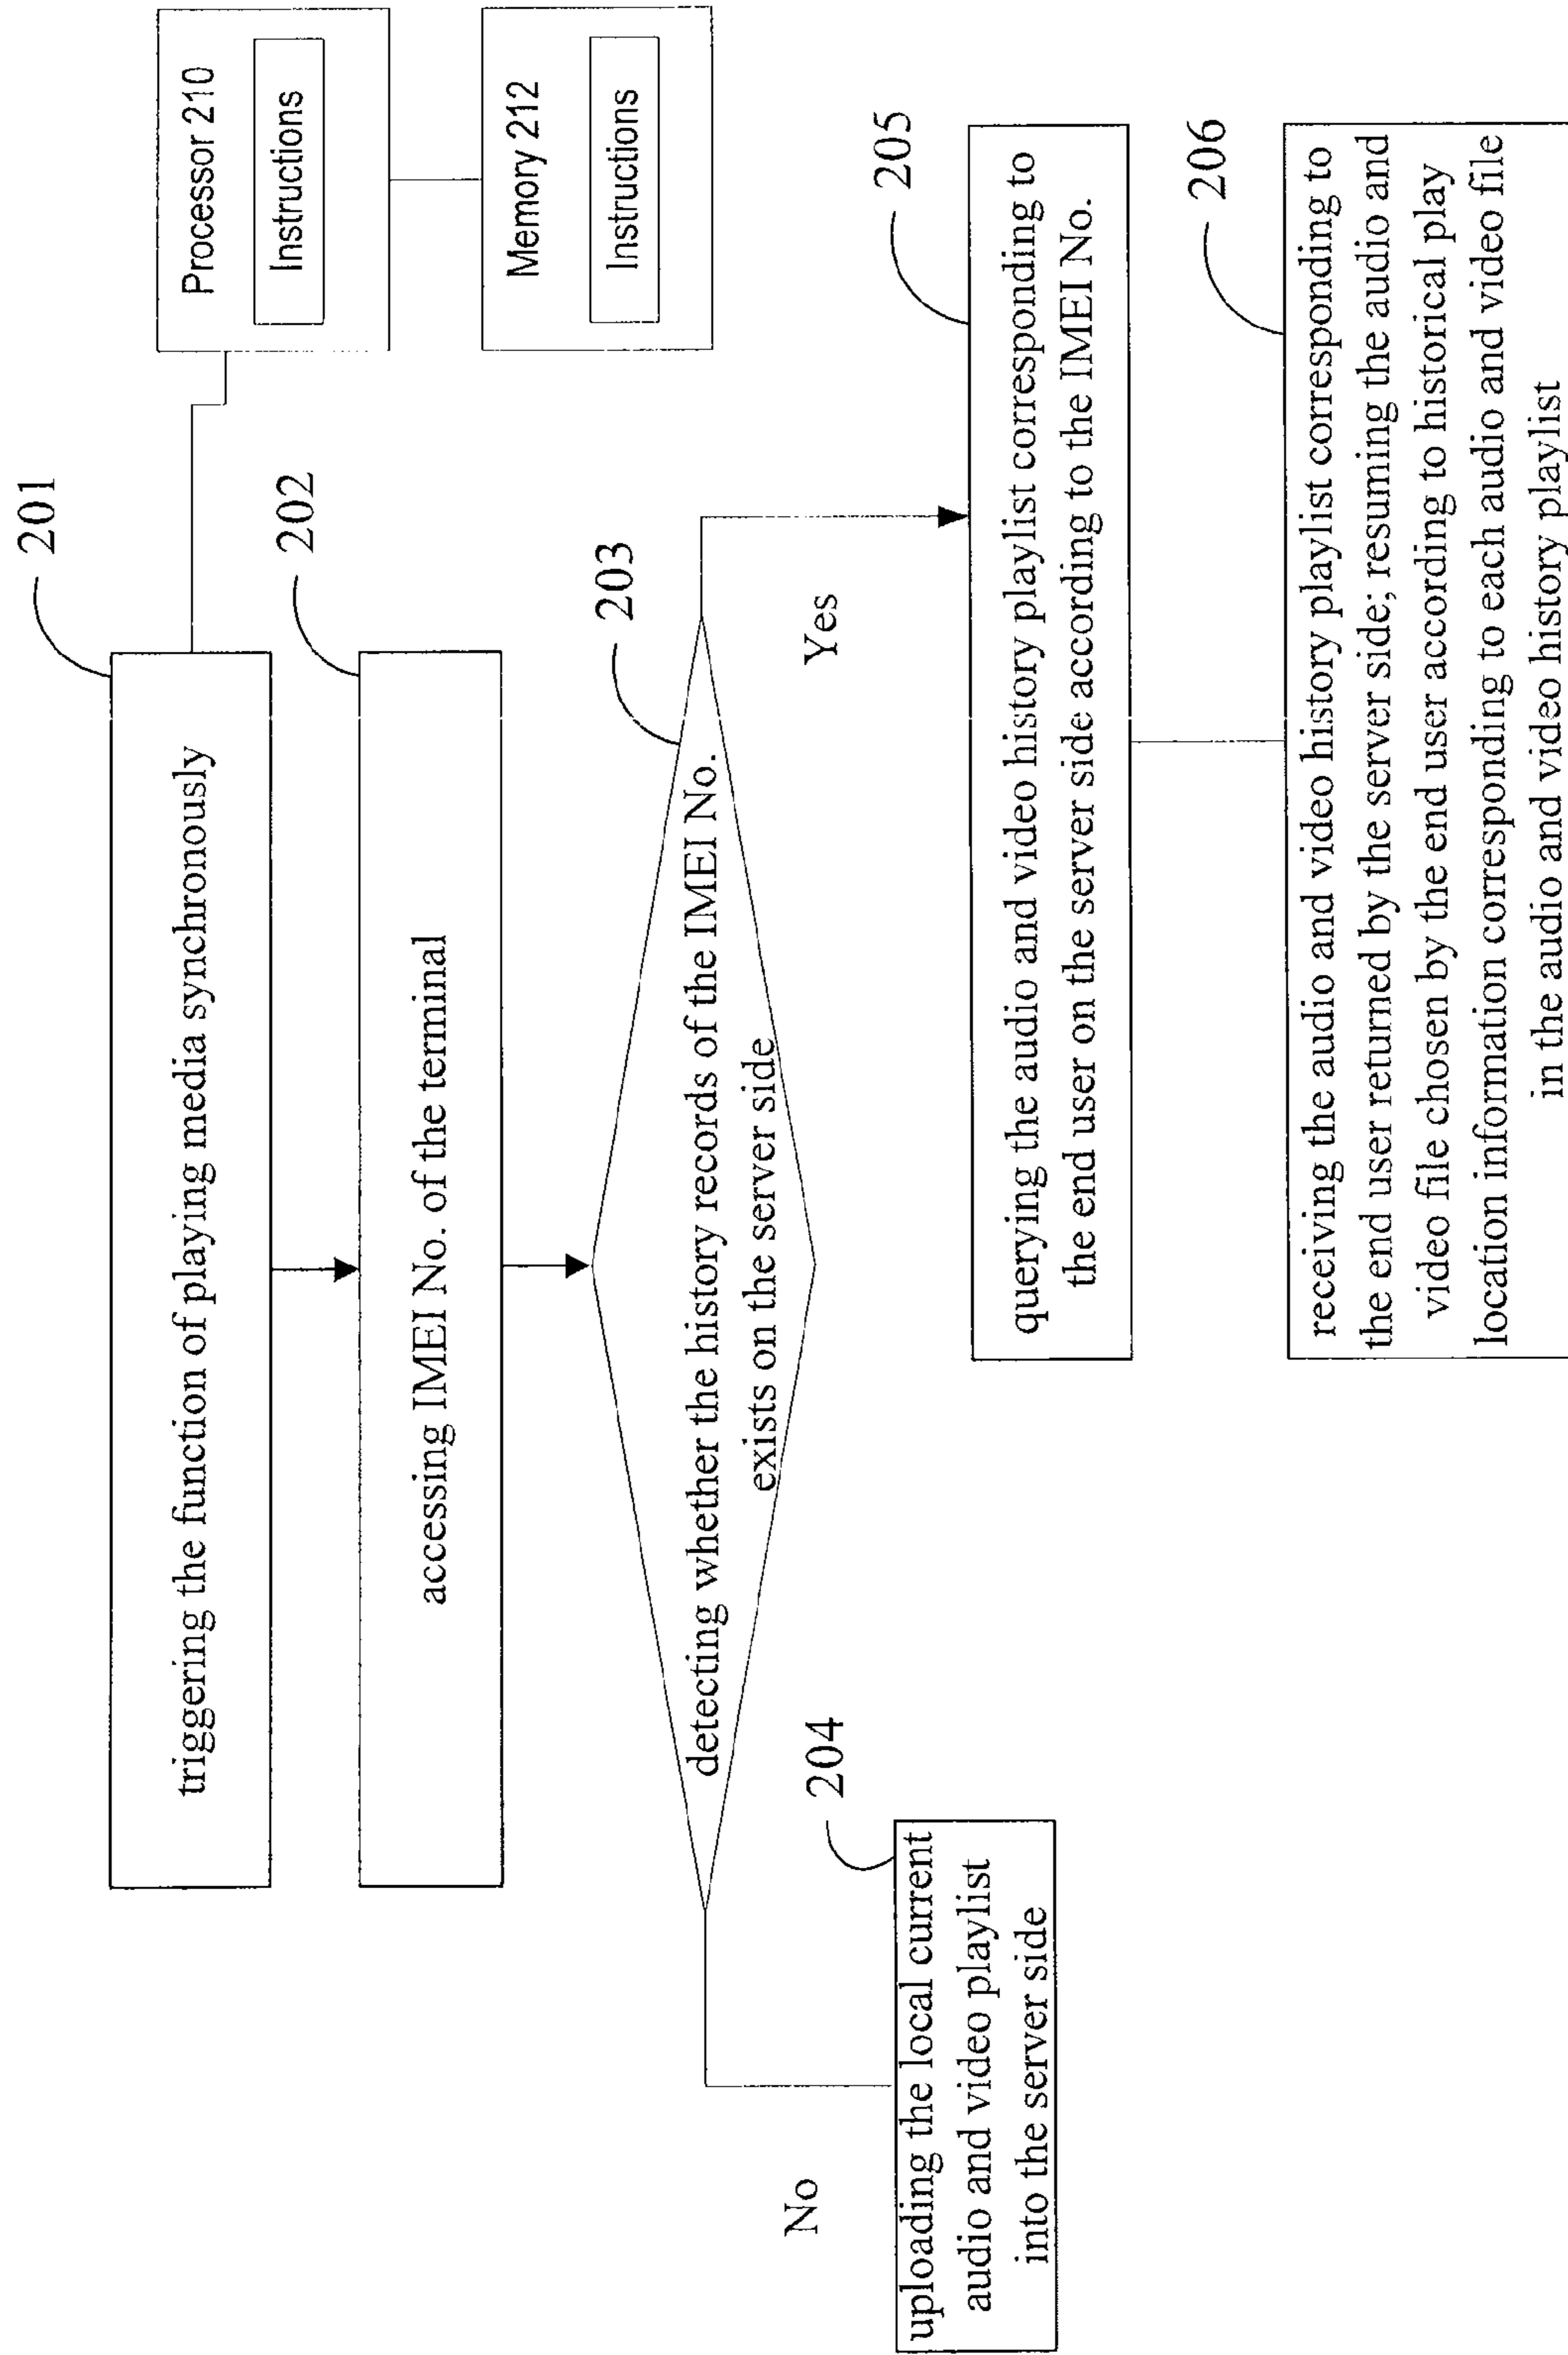 201
triggering the function of playing media synchronously
Processor 210
Instructions
Memory 212
Instructions
202
accessing IMEI No. of the terminal
203
detecting whether the history records of the IMEI No.
exists on the server side
No
Yes
204
uploading the local current
audio and video playlist
into the server side
205
querying the audio and video history playlist corresponding to
the end user on the server side according to the IMEI No.
206
receiving the audio and video history playlist corresponding to
the end user returned by the server side; resuming the audio and
video file chosen by the end user according to historical play
location information corresponding to each audio and video file
in the audio and video history playlist